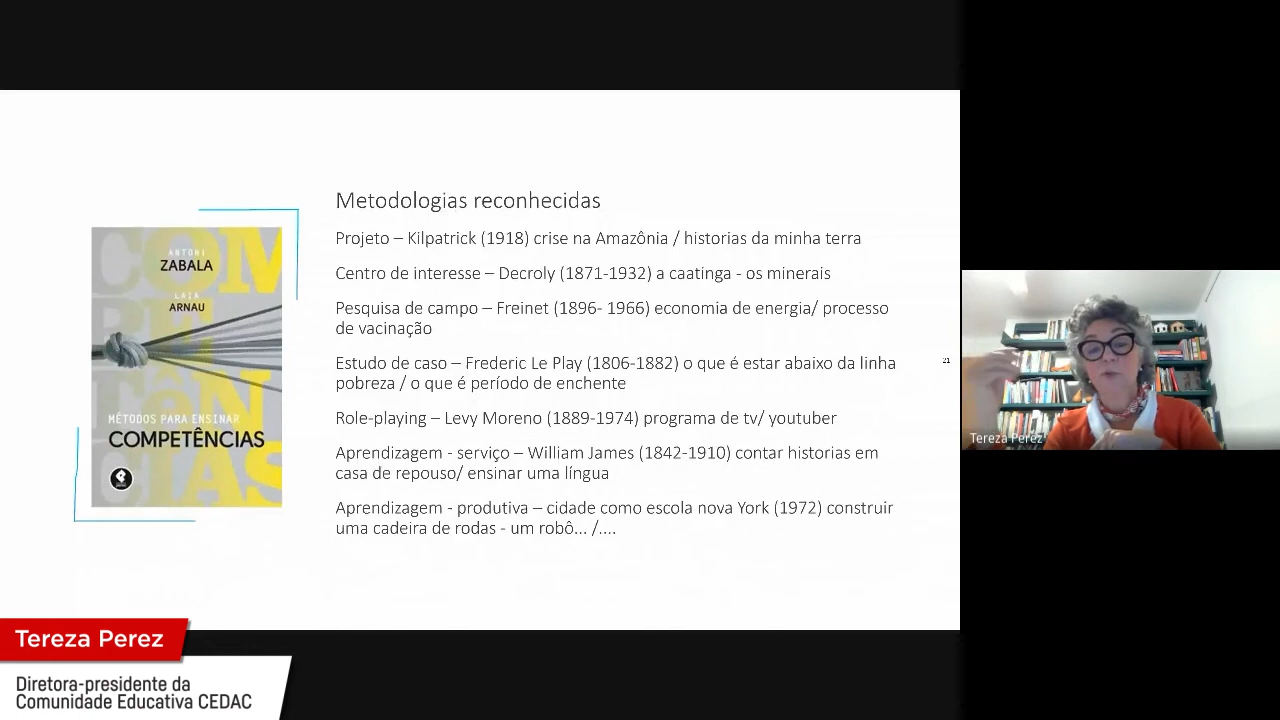 Metodologias reconhecidas
Projeto – Kilpatrick (1918) crise na Amazônia / historias da minha terra
Centro de interesse – Decroly (1871-1932) a caatinga - os minerais
Pesquisa de campo – Freinet (1896- 1966) economia de energia/ processo
de vacinação
Estudo de caso – Frederic Le Play (1806-1882) o que é estar abaixo da linha
pobreza / o que é período de enchente
Role-playing – Levy Moreno (1889-1974) programa de tv/ youtuber
Aprendizagem - serviço – William James (1842-1910) contar historias em
casa de repouso/ ensinar uma língua
Aprendizagem - produtiva – cidade como escola nova York (1972) construir
uma cadeira de rodas - um robô... /....
21
COM
PE
TÊN
CIAS
ANTONI
ZABALA
LAIA
ARNAU
MÉTODOS PARA ENSINAR
COMPETÊNCIAS
Tereza Perez
Tereza Perez
Diretora-presidente da
Comunidade Educativa CEDAC